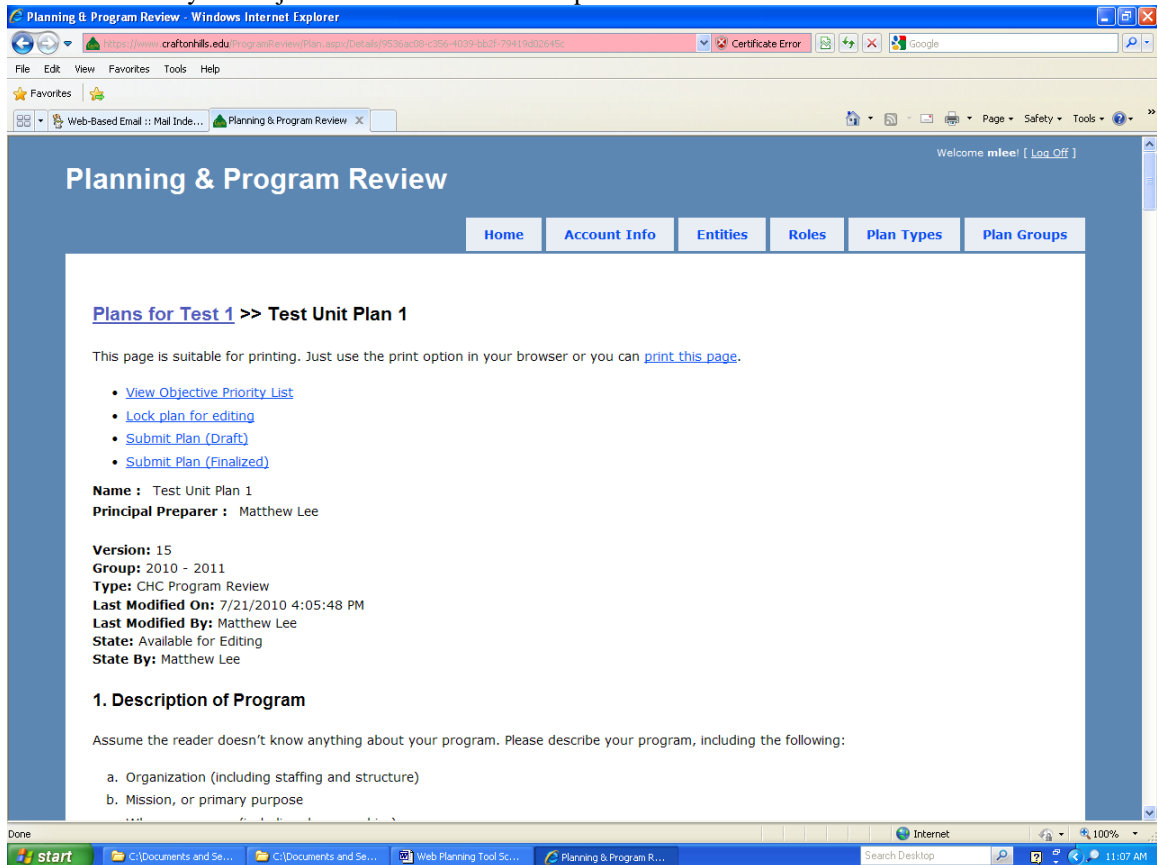 Planning & Program Review - Windows Internet Explorer
https://www.craftonhills.edu/ProgramReview/Plan.aspx/Details/9536ac08-c356-4039-bb2f-79419d02645c
Certificate Error
Google
File Edit View Favorites Tools Help
Favorites
Web-Based Email :: Mail Inde... Planning & Program Review
Page Safety Tools
Welcome mlee! [ Log Off ]
Planning & Program Review
Home Account Info Entities Roles Plan Types Plan Groups
Plans for Test 1 >> Test Unit Plan 1
This page is suitable for printing. Just use the print option in your browser or you can print this page.
• View Objective Priority List
• Lock plan for editing
• Submit Plan (Draft)
• Submit Plan (Finalized)
Name : Test Unit Plan 1
Principal Preparer : Matthew Lee
Version: 15
Group: 2010 - 2011
Type: CHC Program Review
Last Modified On: 7/21/2010 4:05:48 PM
Last Modified By: Matthew Lee
State: Available for Editing
State By: Matthew Lee
1. Description of Program
Assume the reader doesn't know anything about your program. Please describe your program, including the following:
a. Organization (including staffing and structure)
b. Mission, or primary purpose
Done Internet 100%
start C:\Documents and Se... C:\Documents and Se... Web Planning Tool Sc... Planning & Program R... Search Desktop 11:07 AM